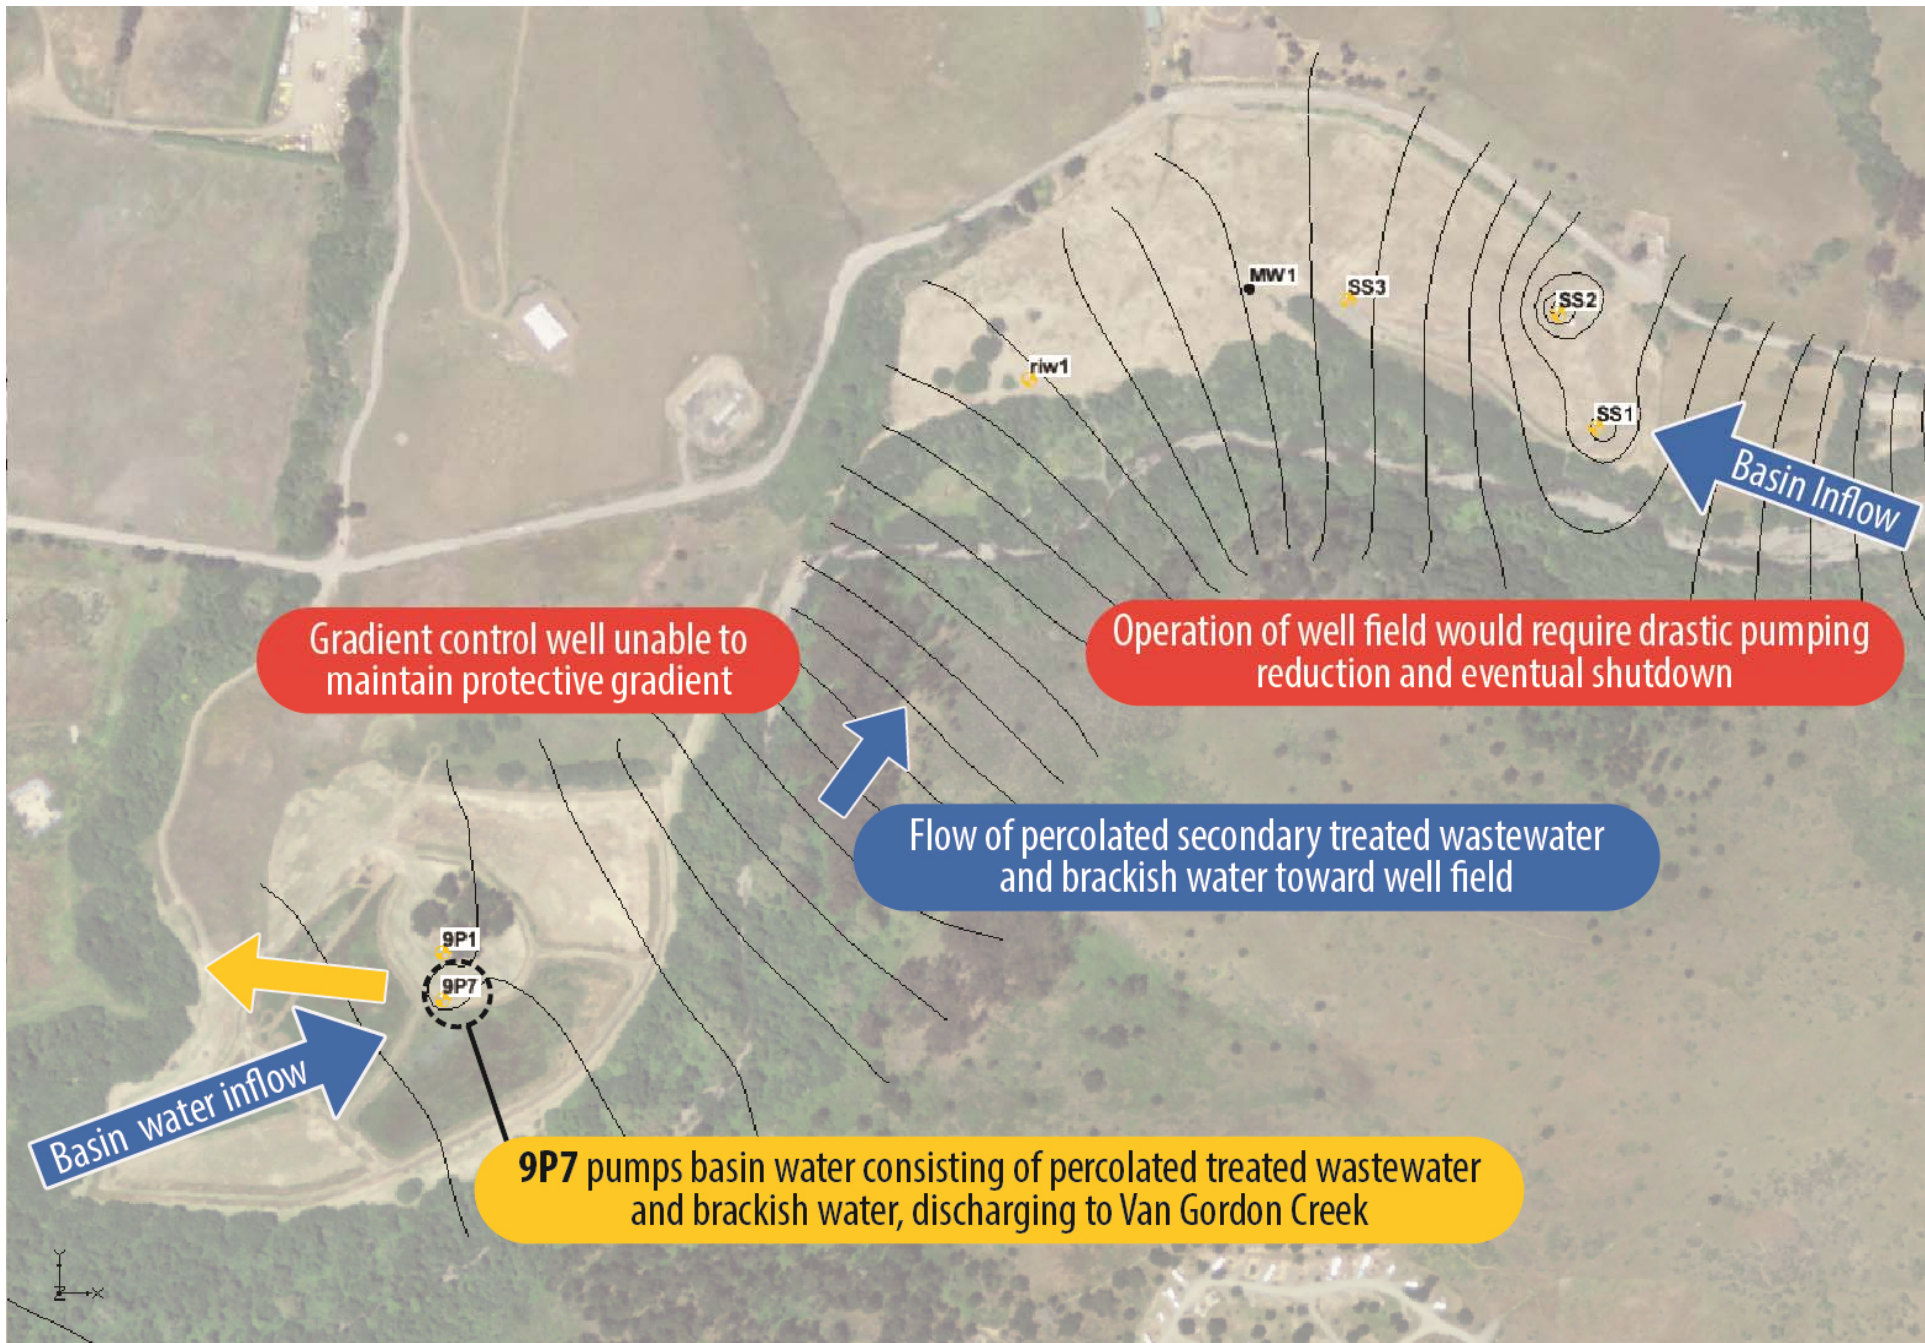 MW1
SS3
SS2
riw1
SS1
Basin Inflow
Gradient control well unable to
maintain protective gradient
Operation of well field would require drastic pumping
reduction and eventual shutdown
Flow of percolated secondary treated wastewater
and brackish water toward well field
9P1
9P7
Basin water inflow
9P7 pumps basin water consisting of percolated treated wastewater
and brackish water, discharging to Van Gordon Creek
Y
Z X